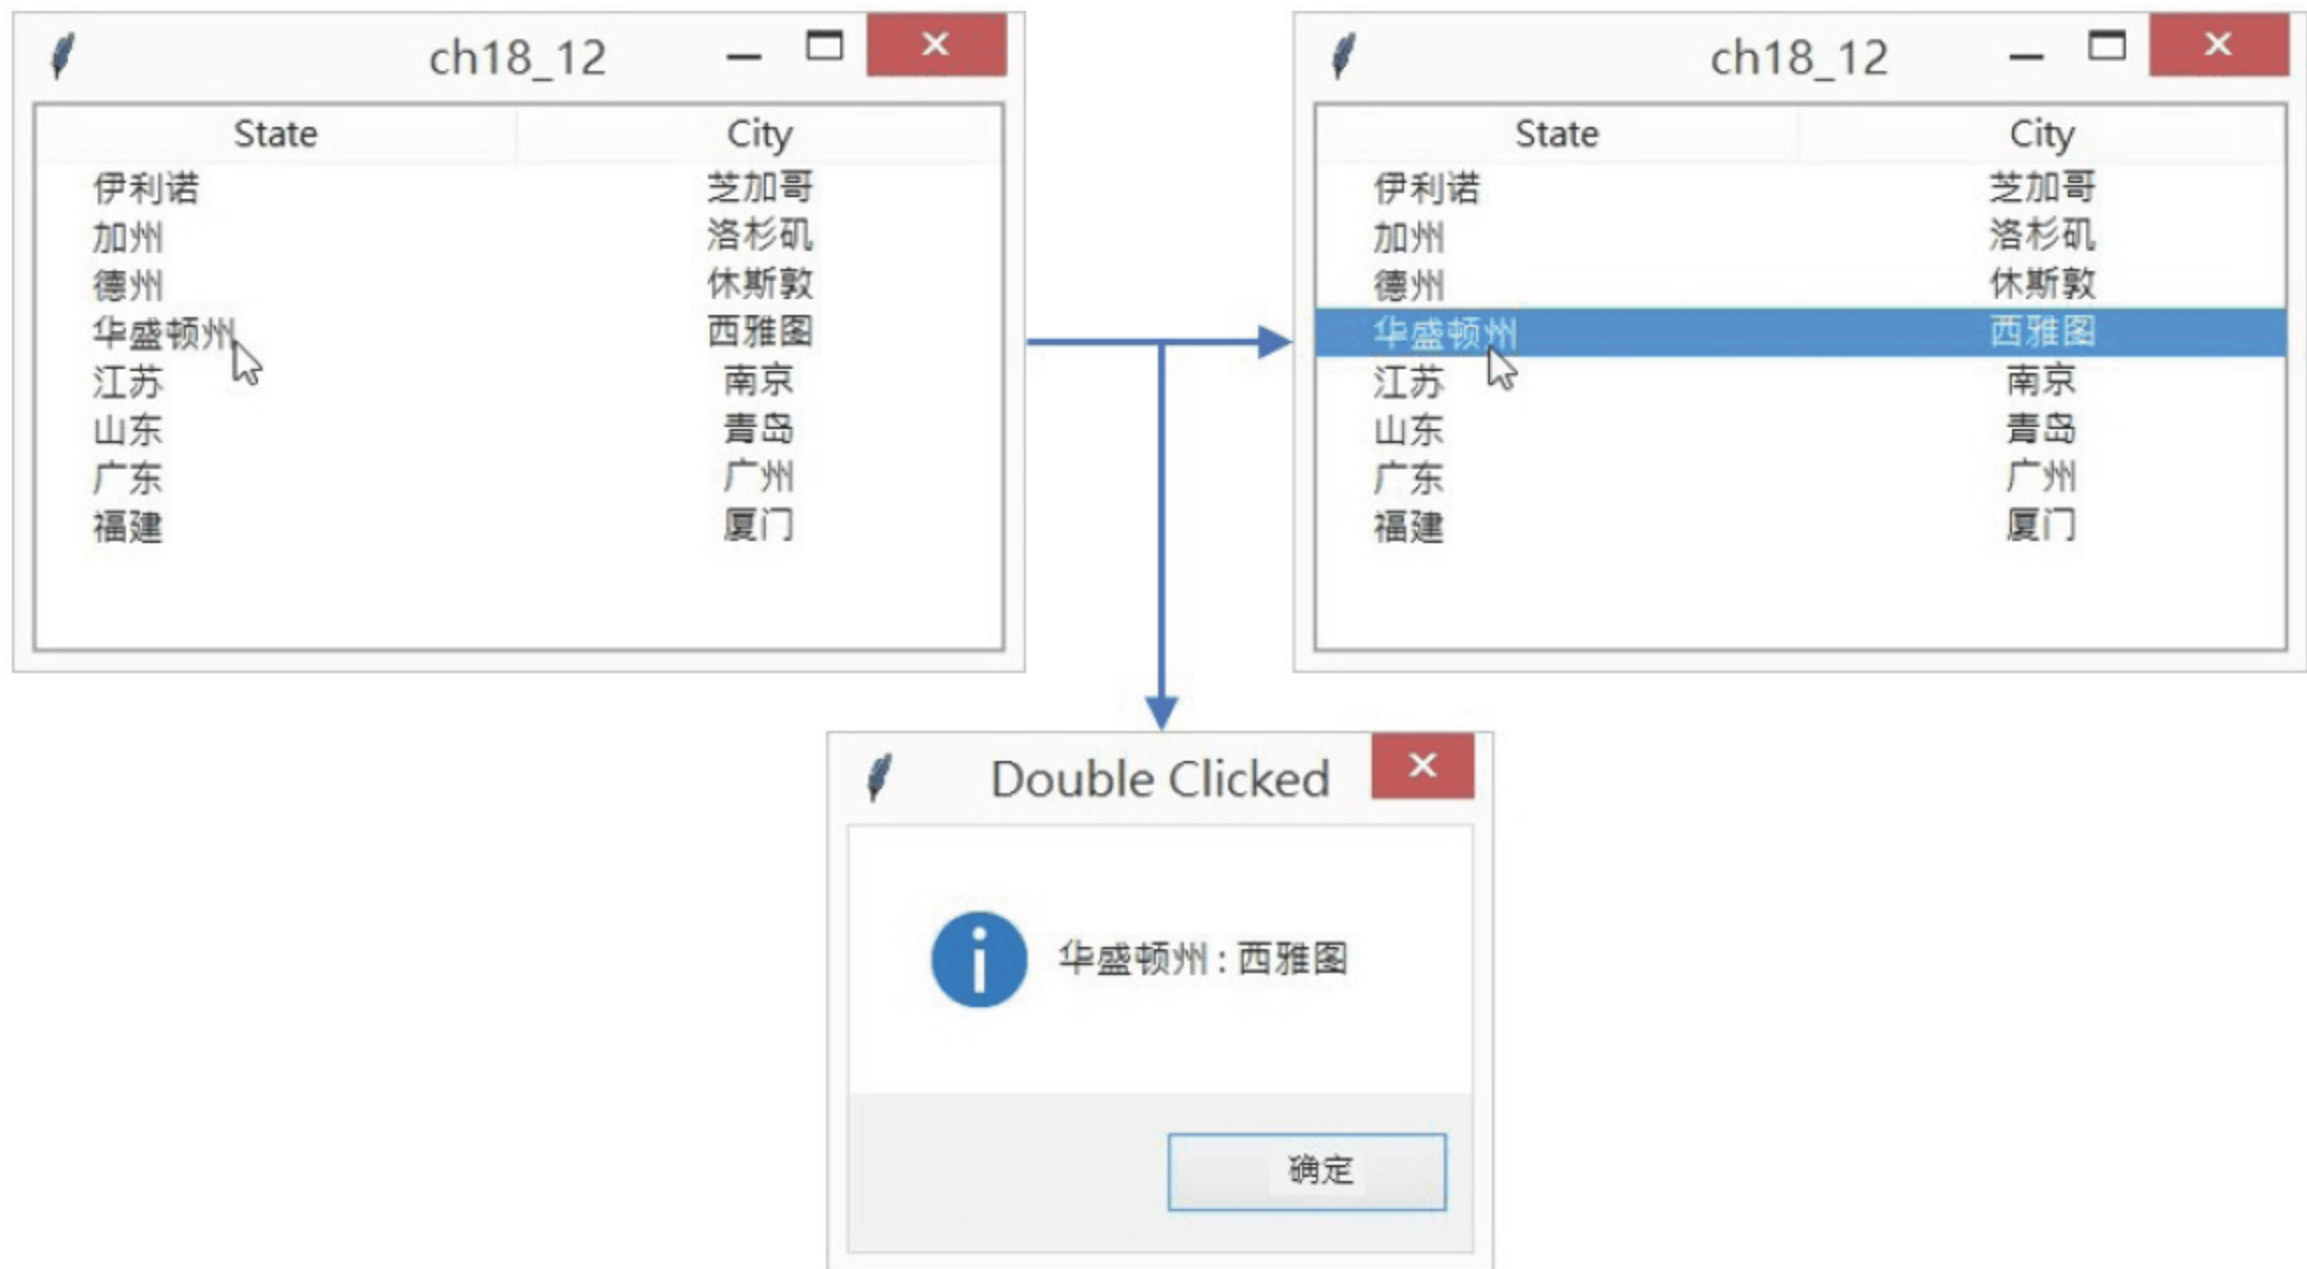 ch18_12
State City
伊利诺 芝加哥
加州 洛杉矶
德州 休斯敦
华盛顿州 西雅图
江苏 南京
山东 青岛
广东 广州
福建 厦门
ch18_12
State City
伊利诺 芝加哥
加州 洛杉矶
德州 休斯敦
华盛顿州 西雅图
江苏 南京
山东 青岛
广东 广州
福建 厦门
Double Clicked
华盛顿州 : 西雅图
确定